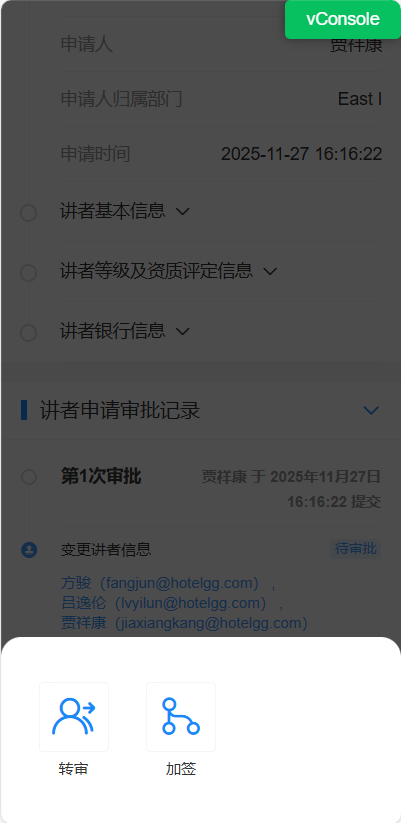 vConsole
申请人 贾祥康
申请人归属部门 East I
申请时间 2025-11-27 16:16:22
讲者基本信息
讲者等级及资质评定信息
讲者银行信息
讲者申请审批记录
第1次审批 贾祥康 于 2025年11月27日
16:16:22 提交
变更讲者信息 待审批
方骏（fangjun@hotelgg.com），
吕逸伦（lvyilun@hotelgg.com），
贾祥康（jiaxiangkang@hotelgg.com）
转审 加签